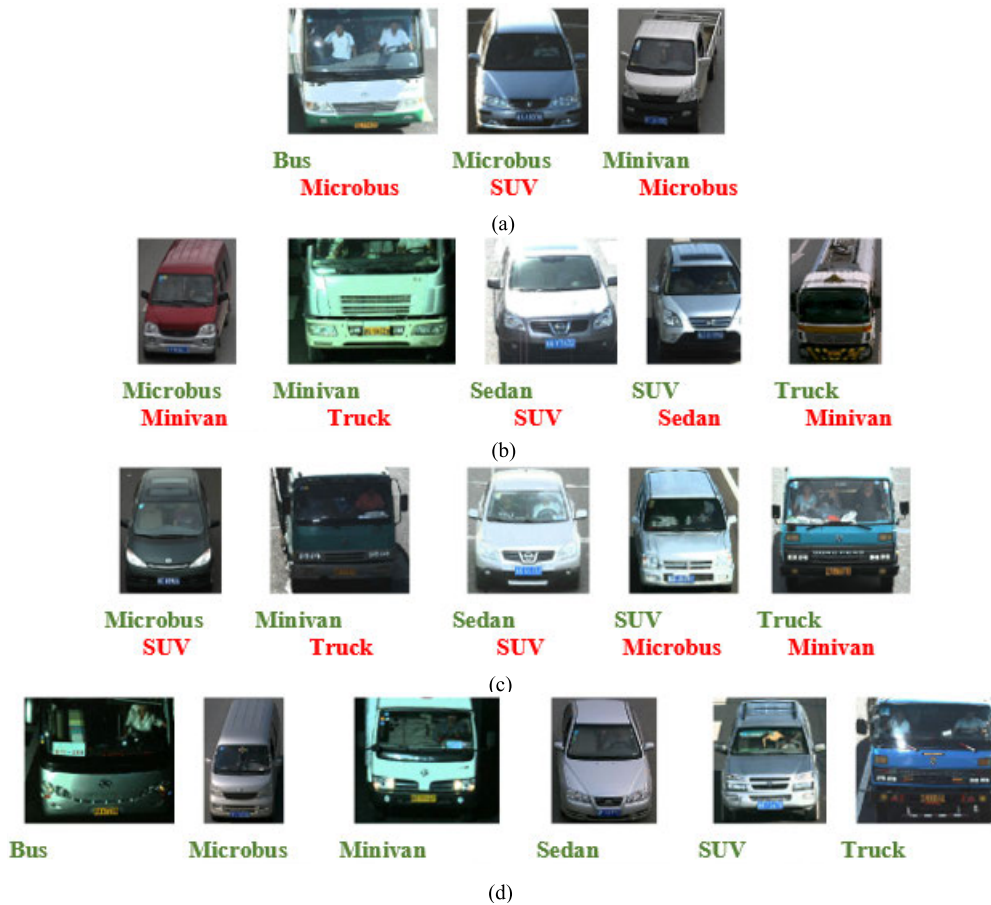 Bus Microbus Minivan
Microbus SUV Microbus
(a)
Microbus Minivan Sedan SUV Truck
Minivan Truck SUV Sedan Minivan
(b)
Microbus Minivan Sedan SUV Truck
SUV Truck SUV Microbus Minivan
(c)
Bus Microbus Minivan Sedan SUV Truck
(d)